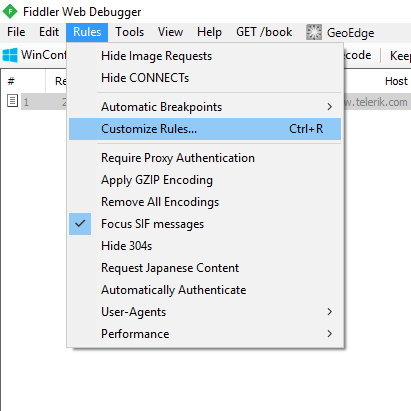 Fiddler Web Debugger
File Edit Rules Tools View Help GET /book GeoEdge
WinConf
Hide Image Requests
code Keep
Hide CONNECTs
# Re Host
1 2 w.telerik.com
Automatic Breakpoints
Customize Rules... Ctrl+R
Require Proxy Authentication
Apply GZIP Encoding
Remove All Encodings
Focus SIF messages
Hide 304s
Request Japanese Content
Automatically Authenticate
User-Agents
Performance